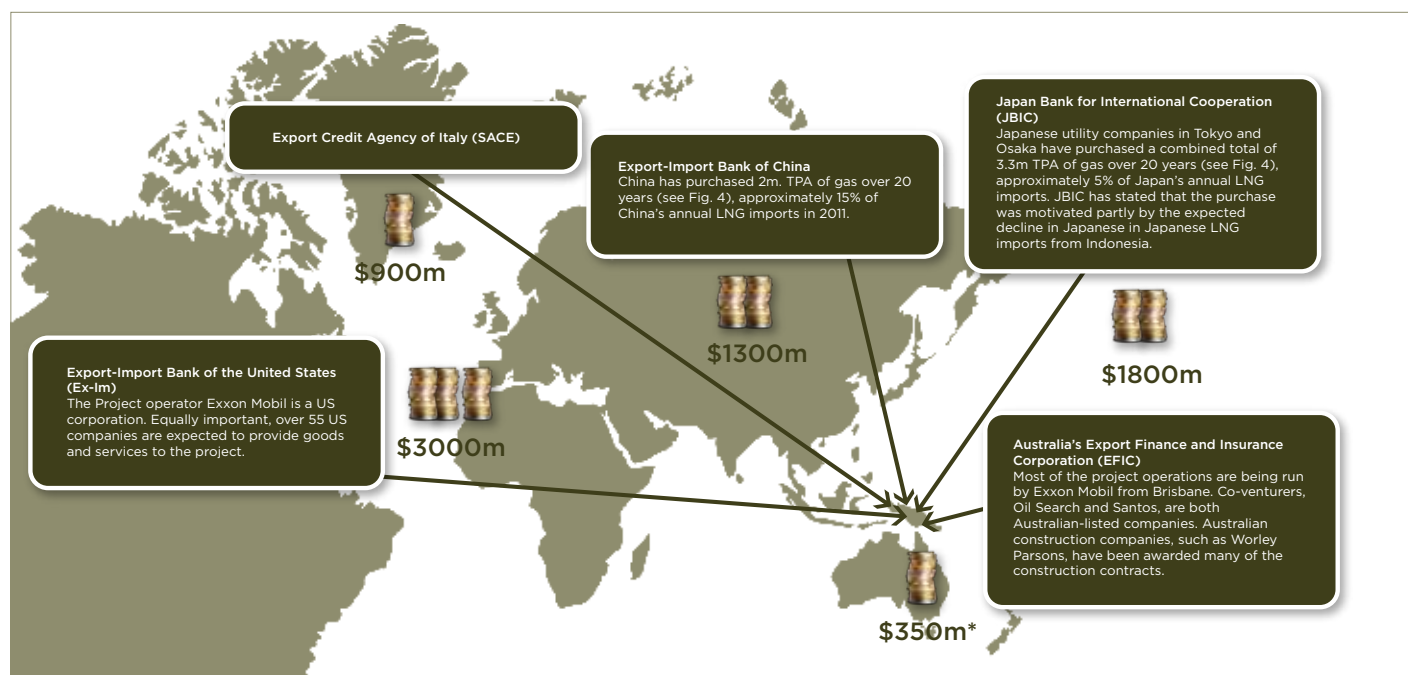 Export Credit Agency of Italy (SACE)
$900m
Export-Import Bank of China
China has purchased 2m. TPA of gas over 20
years (see Fig. 4), approximately 15% of
China’s annual LNG imports in 2011.
$1300m
Japan Bank for International Cooperation
(JBIC)
Japanese utility companies in Tokyo and
Osaka have purchased a combined total of
3.3m TPA of gas over 20 years (see Fig. 4),
approximately 5% of Japan’s annual LNG
imports. JBIC has stated that the purchase
was motivated partly by the expected
decline in Japanese in Japanese LNG
imports from Indonesia.
$1800m
Export-Import Bank of the United States
(Ex-Im)
The Project operator Exxon Mobil is a US
corporation. Equally important, over 55 US
companies are expected to provide goods
and services to the project.
$3000m
Australia’s Export Finance and Insurance
Corporation (EFIC)
Most of the project operations are being run
by Exxon Mobil from Brisbane. Co-venturers,
Oil Search and Santos, are both
Australian-listed companies. Australian
construction companies, such as Worley
Parsons, have been awarded many of the
construction contracts.
$350m*